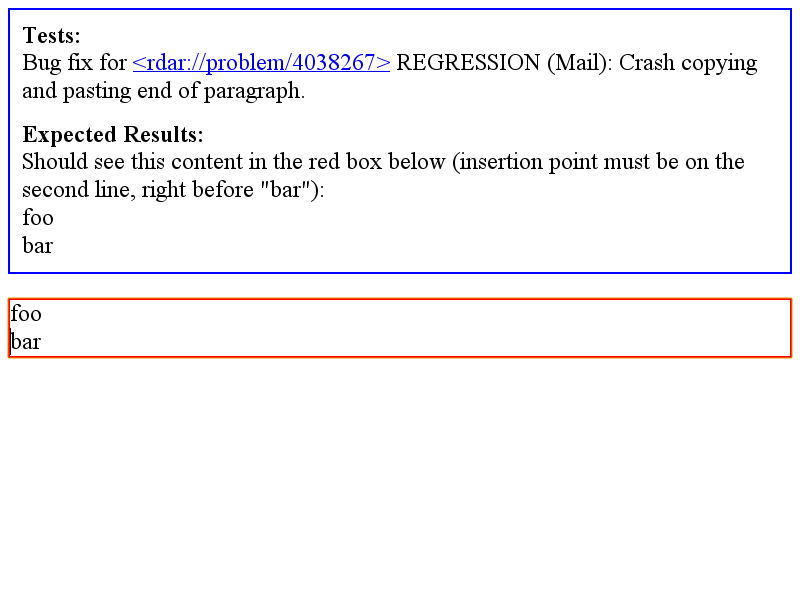 Tests:
Bug fix for <rdar://problem/4038267> REGRESSION (Mail): Crash copying
and pasting end of paragraph.
Expected Results:
Should see this content in the red box below (insertion point must be on the
second line, right before "bar"):
foo
bar
foo
bar